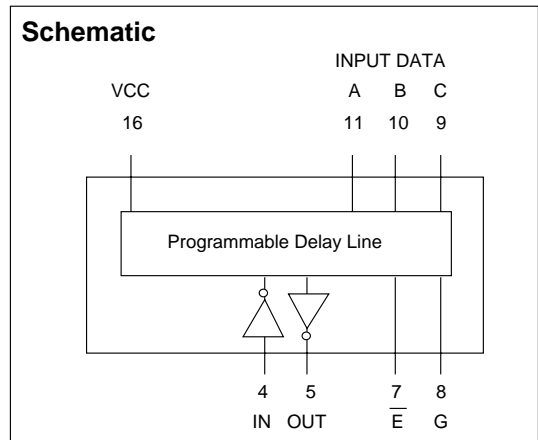 Schematic
INPUT DATA
VCC A B C
16 11 10 9
Programmable Delay Line
4 5 7 8
IN OUT E̅ G